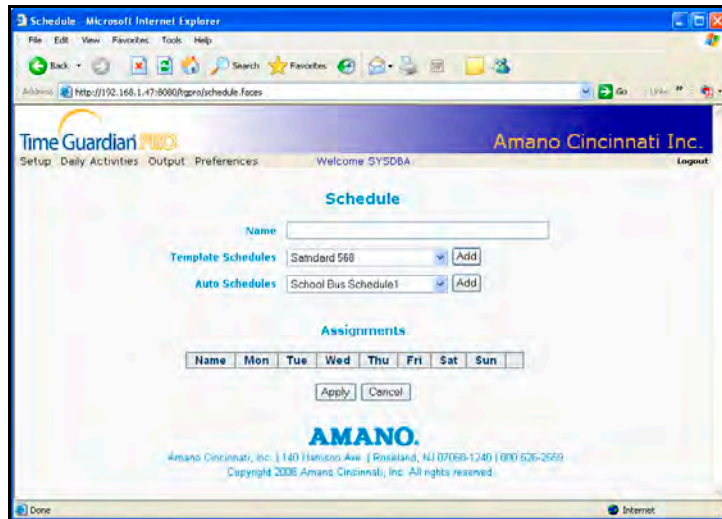 Schedule - Microsoft Internet Explorer
File Edit View Favorites Tools Help
Back Search Favorites
Address http://192.168.1.47:8080/tgpro/schedule.faces Go Links »
Time Guardian PRO
Amano Cincinnati Inc.
Setup Daily Activities Output Preferences Welcome SYSDBA Logout
Schedule
Name
Template Schedules Satndard 560 Add
Auto Schedules School Bus Schedule1 Add
Assignments
Name Mon Tue Wed Thu Fri Sat Sun
Apply Cancel
AMANO.
Amano Cincinnati, Inc. | 140 Harrison Ave. | Roseland, NJ 07068-1240 | 800 526-2559
Copyright 2006 Amano Cincinnati, Inc. All rights reserved.
Done Internet